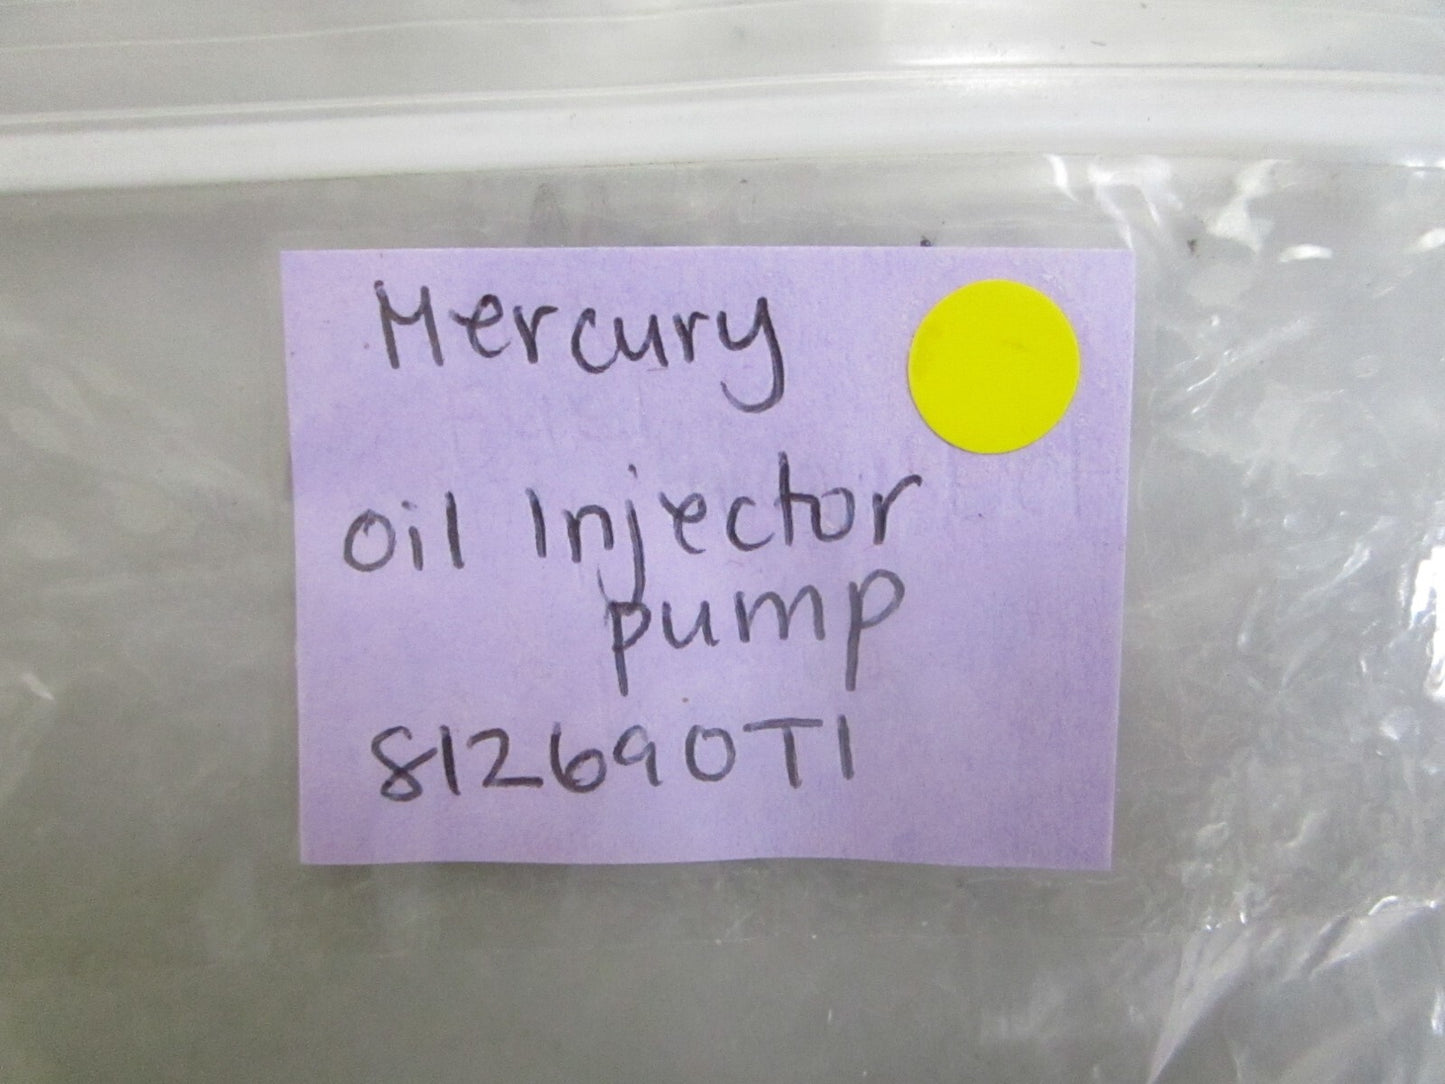 Mercury
Oil Injector
pump
812690T1